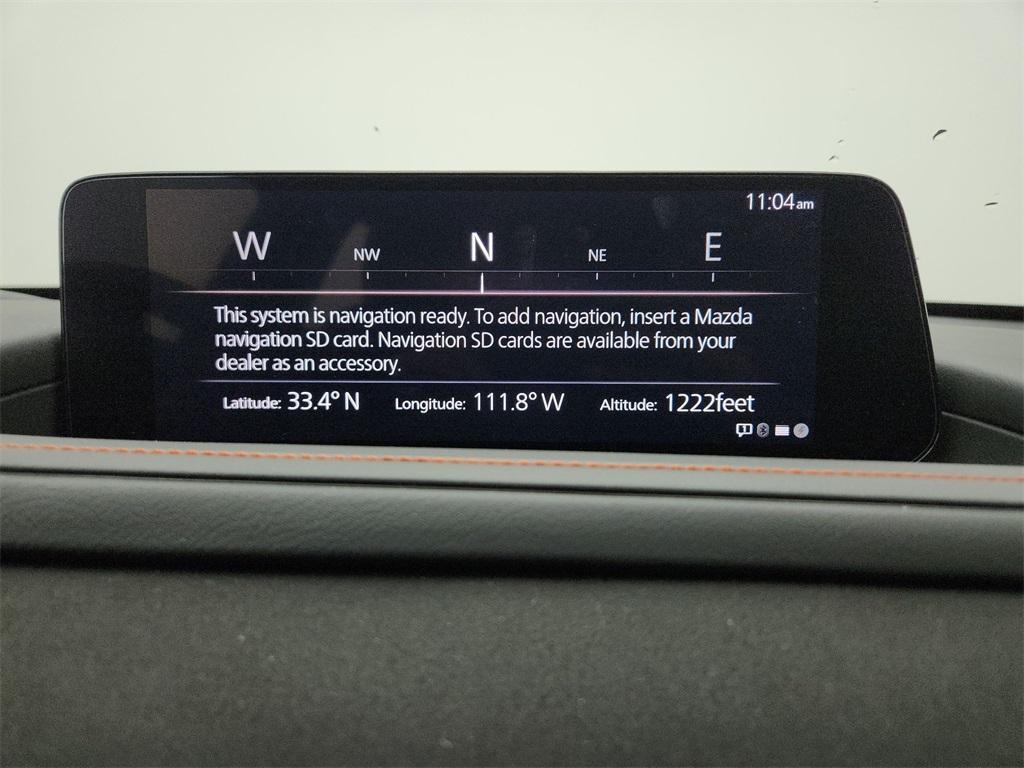 11:04am
W NW N NE E
This system is navigation ready. To add navigation, insert a Mazda
navigation SD card. Navigation SD cards are available from your
dealer as an accessory.
Latitude: 33.4° N Longitude: 111.8° W Altitude: 1222feet